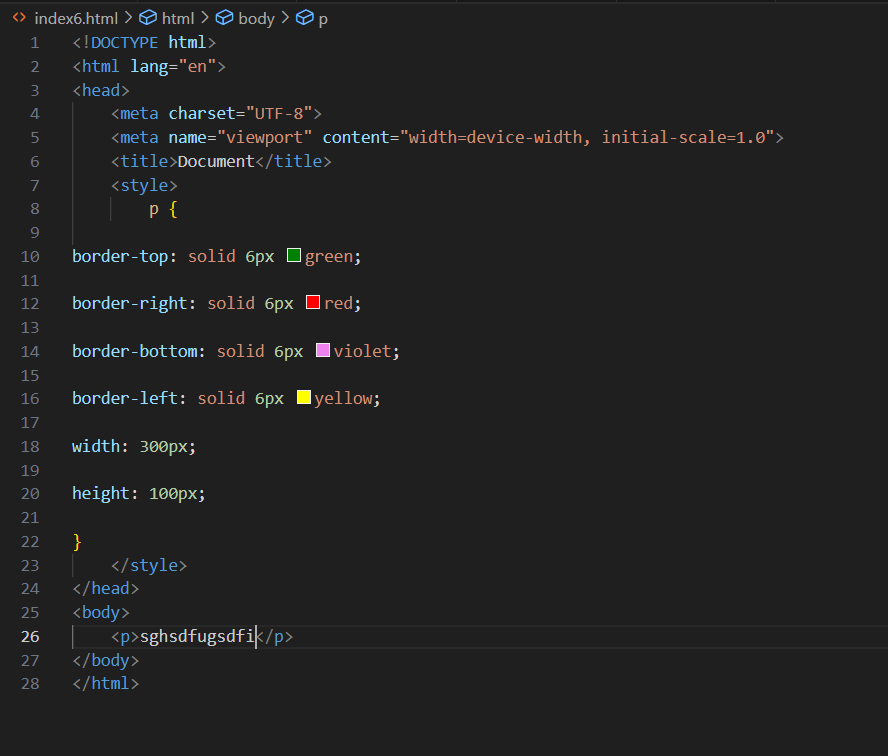 index6.html > html > body > p
1 <!DOCTYPE html>
2 <html lang="en">
3 <head>
4     <meta charset="UTF-8">
5     <meta name="viewport" content="width=device-width, initial-scale=1.0">
6     <title>Document</title>
7     <style>
8         p {
9
10 border-top: solid 6px green;
11
12 border-right: solid 6px red;
13
14 border-bottom: solid 6px violet;
15
16 border-left: solid 6px yellow;
17
18 width: 300px;
19
20 height: 100px;
21
22 }
23     </style>
24 </head>
25 <body>
26     <p>sghsdfugsdfi</p>
27 </body>
28 </html>